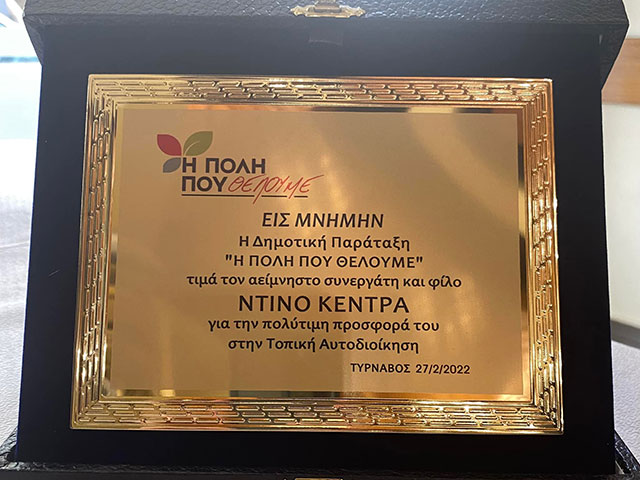 Η ΠΟΛΗ
ΠΟΥ θελουμε
ΕΙΣ ΜΝΗΜΗΝ
Η Δημοτική Παράταξη
"Η ΠΟΛΗ ΠΟΥ ΘΕΛΟΥΜΕ"
τιμά τον αείμνηστο συνεργάτη και φίλο
ΝΤΙΝΟ ΚΕΝΤΡΑ
για την πολύτιμη προσφορά του
στην Τοπική Αυτοδιοίκηση
ΤΥΡΝΑΒΟΣ 27/2/2022